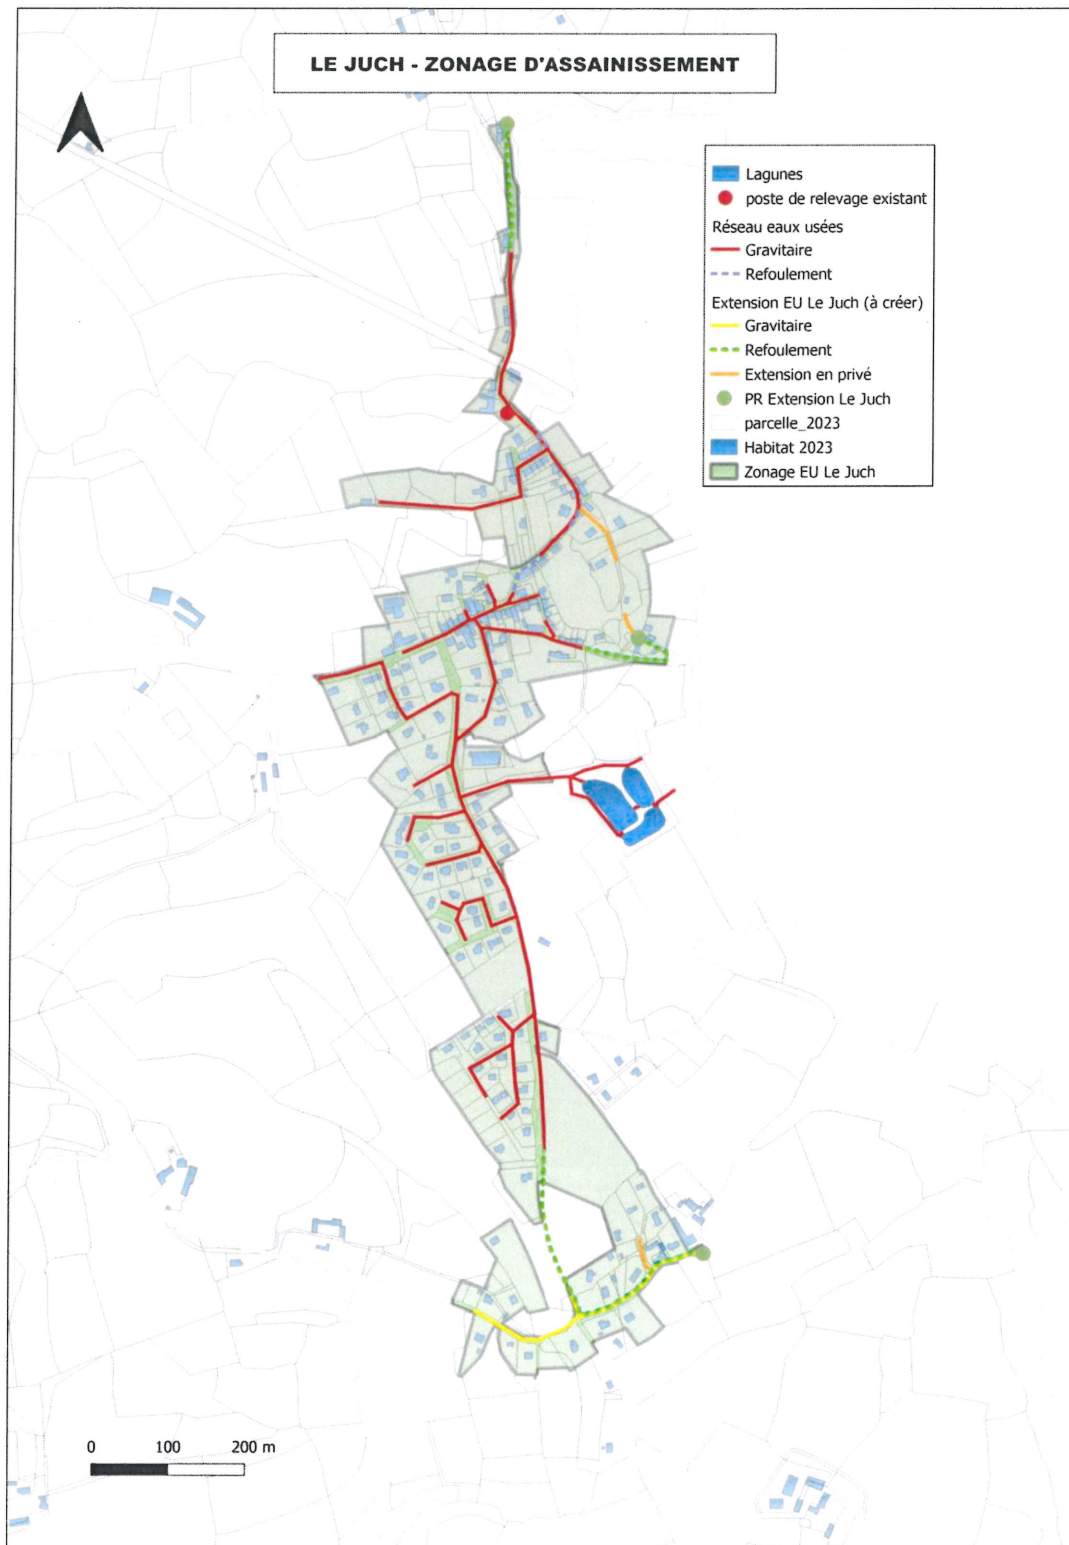 LE JUCH - ZONAGE D'ASSAINISSEMENT
Lagunes
poste de relevage existant
Réseau eaux usées
Gravitaire
Refoulement
Extension EU Le Juch (à créer)
Gravitaire
Refoulement
Extension en privé
PR Extension Le Juch
parcelle_2023
Habitat 2023
Zonage EU Le Juch
0 100 200 m